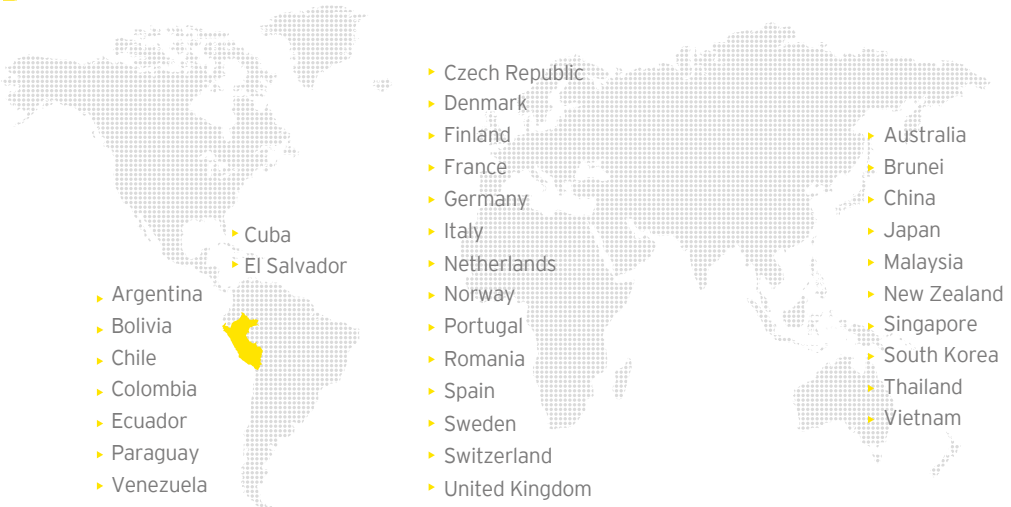 Cuba
El Salvador
Argentina
Bolivia
Chile
Colombia
Ecuador
Paraguay
Venezuela
Czech Republic
Denmark
Finland
France
Germany
Italy
Netherlands
Norway
Portugal
Romania
Spain
Sweden
Switzerland
United Kingdom
Australia
Brunei
China
Japan
Malaysia
New Zealand
Singapore
South Korea
Thailand
Vietnam